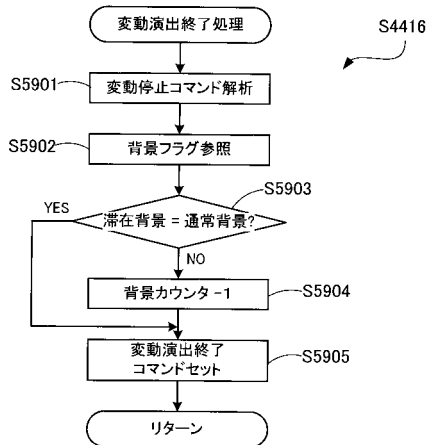 変動演出終了処理
S4416
S5901
変動停止コマンド解析
S5902
背景フラグ参照
S5903
YES
滞在背景 = 通常背景?
NO
背景カウンタ -1
S5904
変動演出終了
コマンドセット
S5905
リターン